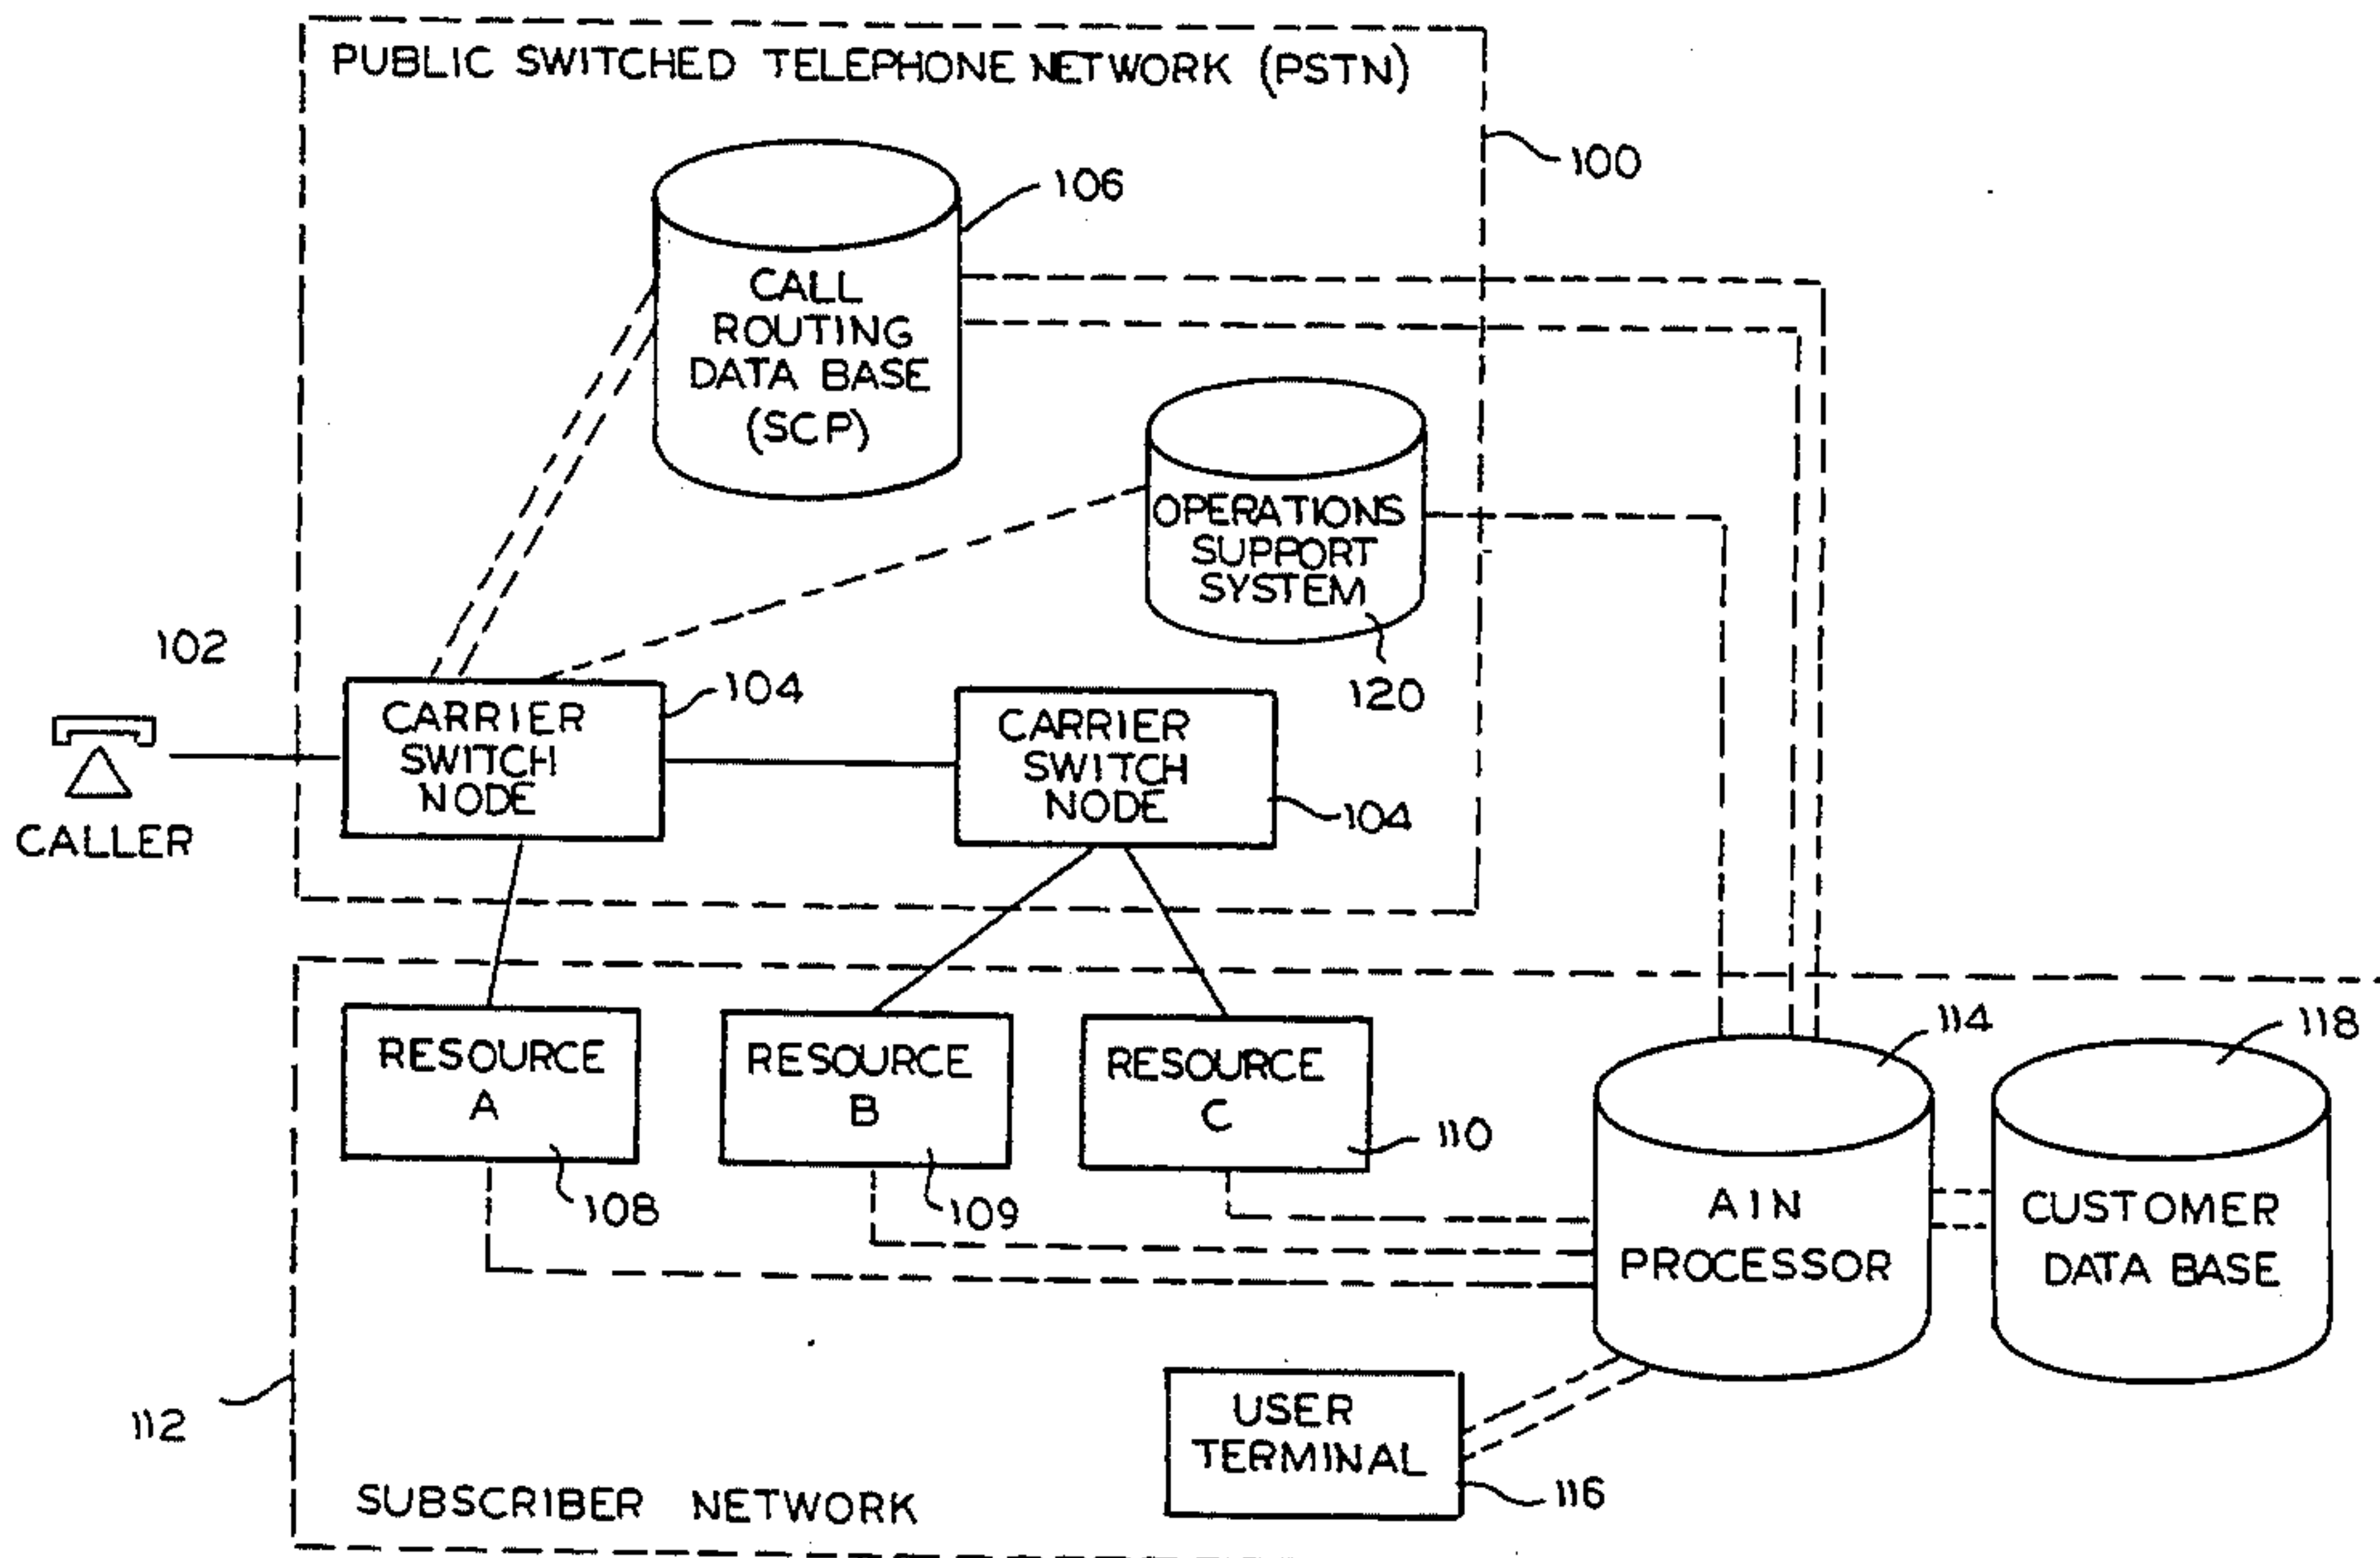 PUBLIC SWITCHED TELEPHONE NETWORK (PSTN)
100
106
CALL
ROUTING
DATA BASE
(SCP)
OPERATIONS
SUPPORT
SYSTEM
120
102
CALLER
CARRIER
SWITCH
NODE
104
CARRIER
SWITCH
NODE
104
RESOURCE
A
108
RESOURCE
B
109
RESOURCE
C
110
114
AIN
PROCESSOR
118
CUSTOMER
DATA BASE
112
USER
TERMINAL
116
SUBSCRIBER NETWORK